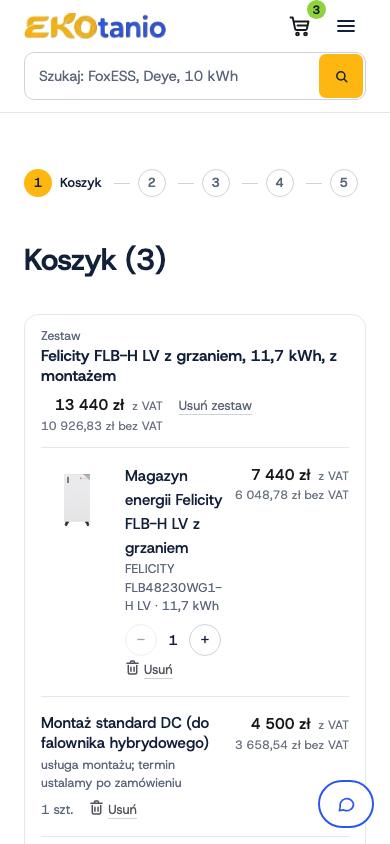 EKOtanio
3
Szukaj: FoxESS, Deye, 10 kWh
1 Koszyk 2 3 4 5
Koszyk (3)
Zestaw
Felicity FLB-H LV z grzaniem, 11,7 kWh, z
montażem
13 440 zł z VAT Usuń zestaw
10 926,83 zł bez VAT
Magazyn
energii Felicity
FLB-H LV z
grzaniem
7 440 zł z VAT
6 048,78 zł bez VAT
FELICITY
FLB48230WG1-
H LV · 11,7 kWh
− 1 +
Usuń
Montaż standard DC (do
falownika hybrydowego)
4 500 zł z VAT
3 658,54 zł bez VAT
usługa montażu; termin
ustalamy po zamówieniu
1 szt. Usuń